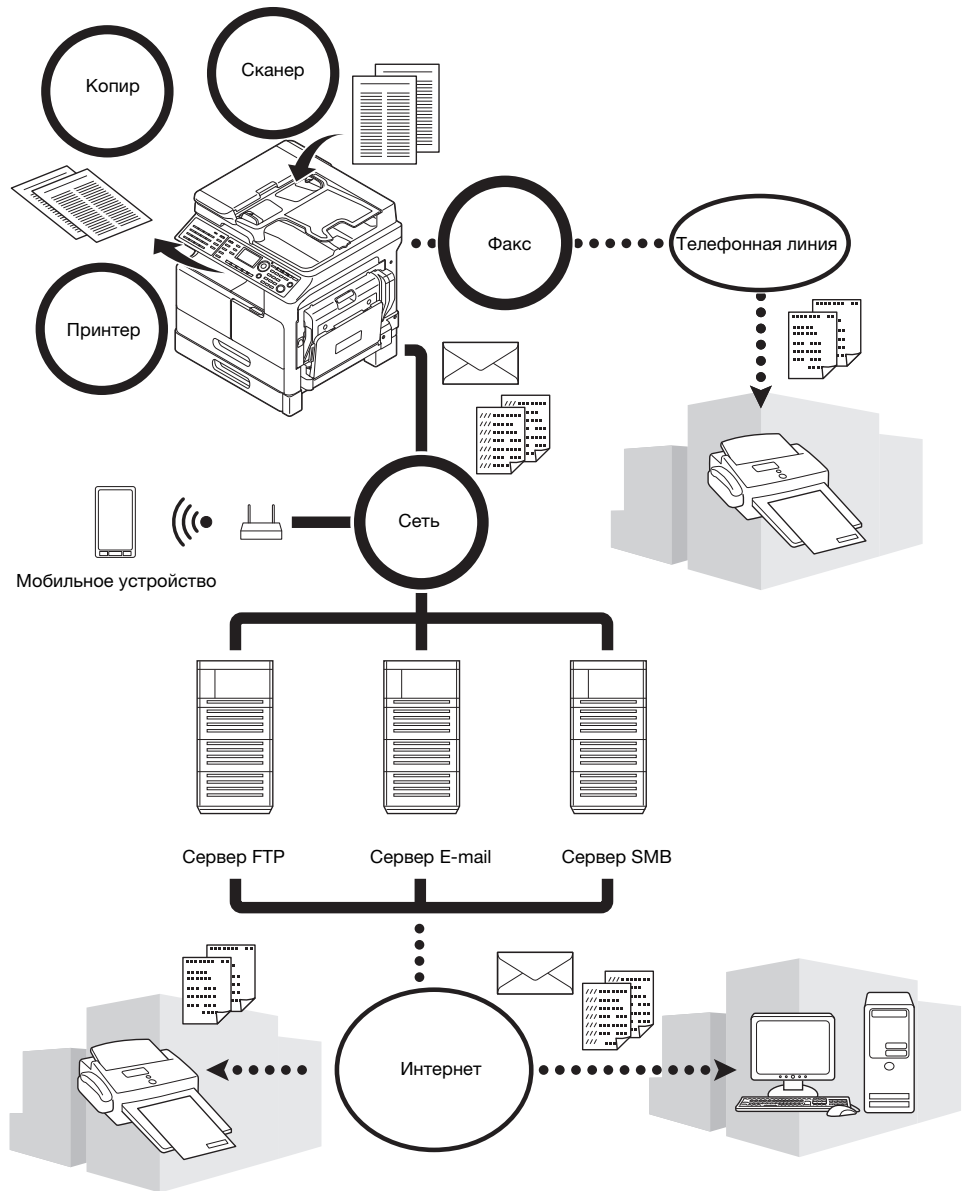 Сканер
Копир
Факс
Телефонная линия
Принтер
Сеть
Мобильное устройство
Сервер FTP
Сервер E-mail
Сервер SMB
Интернет